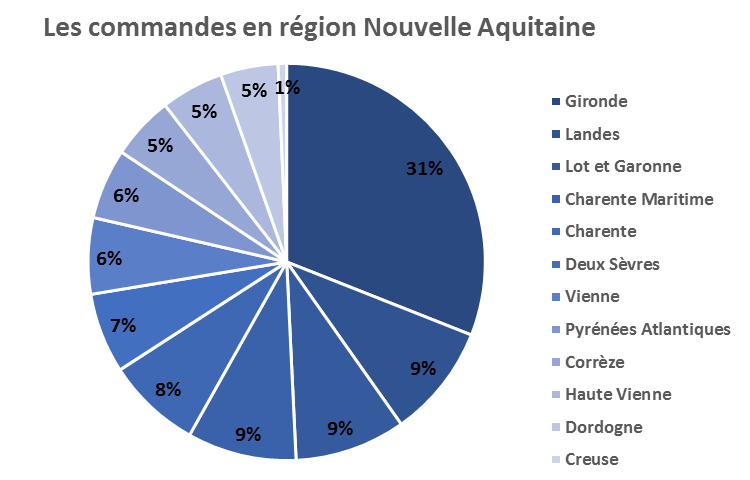 Les commandes en région Nouvelle Aquitaine
31%
9%
9%
9%
8%
7%
6%
6%
5%
5%
5%
1%
Gironde
Landes
Lot et Garonne
Charente Maritime
Charente
Deux Sèvres
Vienne
Pyrénées Atlantiques
Corrèze
Haute Vienne
Dordogne
Creuse